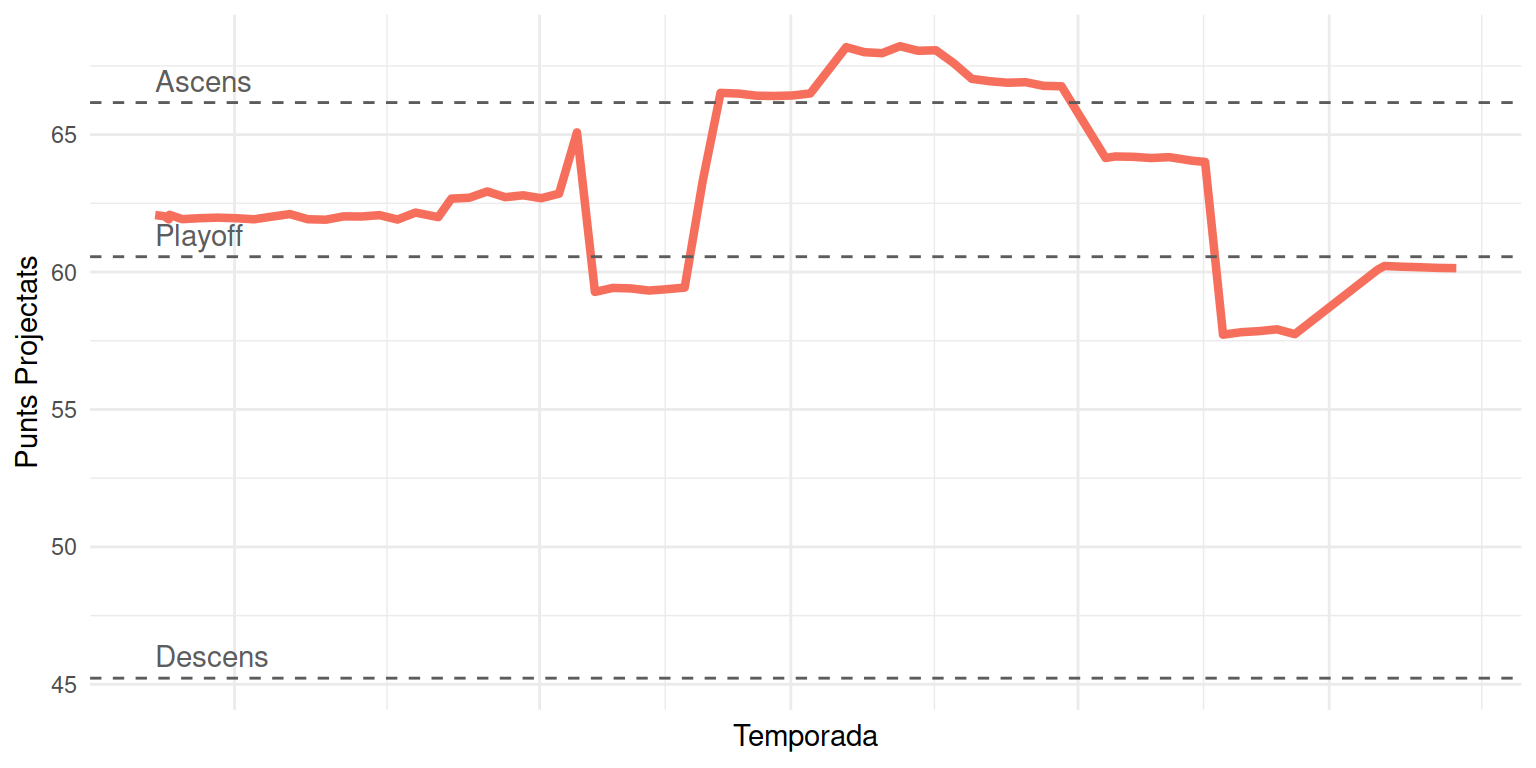 Ascens
65
Playoff
60
Punts Projectats
55
50
Descens
45
Temporada